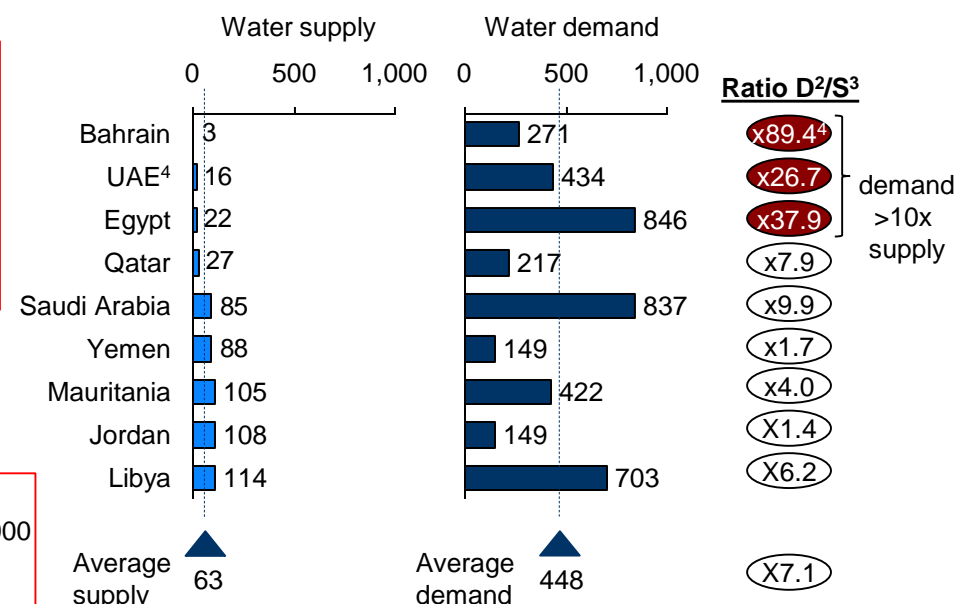 Water supply Water demand
0 500 1,000 0 500 1,000 Ratio D²/S³
Bahrain 3 271 x89.4⁴
UAE⁴ 16 434 x26.7
Egypt 22 846 x37.9
demand
>10x
supply
Qatar 27 217 x7.9
Saudi Arabia 85 837 x9.9
Yemen 88 149 x1.7
Mauritania 105 422 x4.0
Jordan 108 149 X1.4
Libya 114 703 X6.2
Average
supply
63
Average
demand
448
X7.1